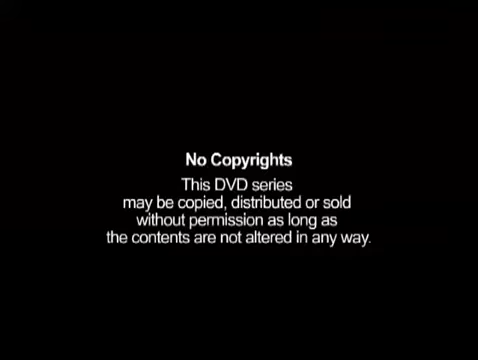 No Copyrights
This DVD series
may be copied, distributed or sold
without permission as long as
the contents are not altered in any way.